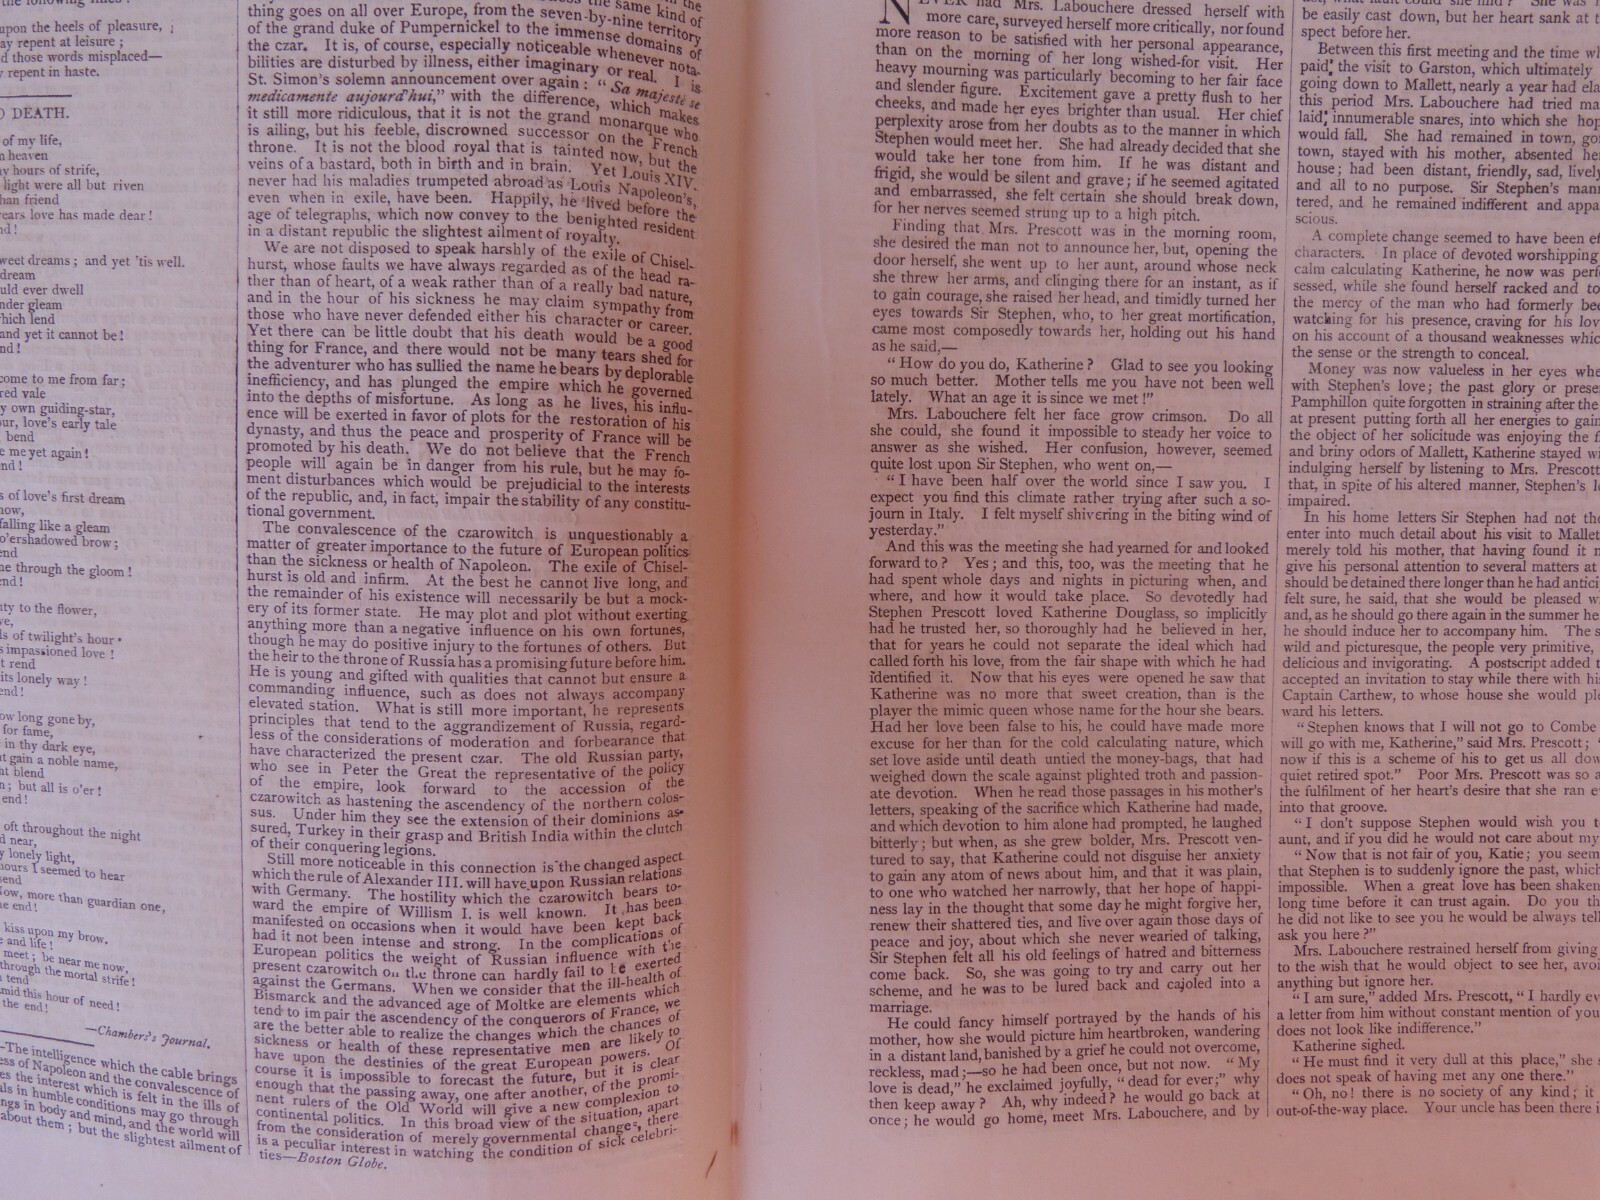 upon the heels of pleasure,
ay repent at leisure ;
d those words misplaced—
repent in haste.
DEATH.
of my life,
heaven
hours of strife,
light were all but riven
than friend
ears love has made dear !
weet dreams ; and yet 'tis well.
dream
uld ever dwell
nder gleam
hich lend
and yet it cannot be !
nd !
come to me from far ;
red vale
own guiding-star,
our, love's early tale
bend
e me yet again !
nd !
s of love's first dream
now,
falling like a gleam
o'ershadowed brow ;
end
ne through the gloom !
end !
ity to the flower,
ve,
ls of twilight's hour
s impassioned love !
t rend
its lonely way !
end !
ow long gone by,
for fame,
in thy dark eye,
t gain a noble name,
t blend
; but all is o'er !
end !
oft throughout the night
d near,
lonely light,
hours I seemed to hear
end
Now, more than guardian one,
e end !
kiss upon my brow.
e and life !
meet ; be near me now,
through the mortal strife !
tend
mid this hour of need !
the end !
—Chambers's Journal.
—The intelligence which the cable brings
ess of Napoleon and the convalescence of
es the interest which is felt in the ills of
ls in humble conditions may go through
ngs in body and mind, and the world will
about them ; but the slightest ailment of
the same kind of
thing goes on all over Europe, from the seven-by-nine territory
of the grand duke of Pumpernickel to the immense domains of
the czar. It is, of course, especially noticeable whenever nota-
bilities are disturbed by illness, either imaginary or real. I is
St. Simon's solemn announcement over again : " Sa majesté se
medicamente aujourd'hui," with the difference, which makes
it still more ridiculous, that it is not the grand monarque who
is ailing, but his feeble, discrowned successor on the French
throne. It is not the blood royal that is tainted now, but the
veins of a bastard, both in birth and in brain. Yet Louis XIV.
never had his maladies trumpeted abroad as Louis Napoleon's,
even when in exile, have been. Happily, he lived before the
age of telegraphs, which now convey to the benighted resident
in a distant republic the slightest ailment of royalty.
We are not disposed to speak harshly of the exile of Chisel-
hurst, whose faults we have always regarded as of the head ra-
ther than of heart, of a weak rather than of a really bad nature,
and in the hour of his sickness he may claim sympathy from
those who have never defended either his character or career.
Yet there can be little doubt that his death would be a good
thing for France, and there would not be many tears shed for
the adventurer who has sullied the name he bears by deplorable
inefficiency, and has plunged the empire which he governed
into the depths of misfortune. As long as he lives, his influ-
ence will be exerted in favor of plots for the restoration of his
dynasty, and thus the peace and prosperity of France will be
promoted by his death. We do not believe that the French
people will again be in danger from his rule, but he may fo-
ment disturbances which would be prejudicial to the interests
of the republic, and, in fact, impair the stability of any constitu-
tional government.
The convalescence of the czarowitch is unquestionably a
matter of greater importance to the future of European politics
than the sickness or health of Napoleon. The exile of Chisel-
hurst is old and infirm. At the best he cannot live long, and
the remainder of his existence will necessarily be but a mock-
ery of its former state. He may plot and plot without exerting
anything more than a negative influence on his own fortunes,
though he may do positive injury to the fortunes of others. But
the heir to the throne of Russia has a promising future before him.
He is young and gifted with qualities that cannot but ensure a
commanding influence, such as does not always accompany
elevated station. What is still more important, he represents
principles that tend to the aggrandizement of Russia, regard-
less of the considerations of moderation and forbearance that
have characterized the present czar. The old Russian party,
who see in Peter the Great the representative of the policy
of the empire, look forward to the accession of the
czarowitch as hastening the ascendency of the northern colos-
sus. Under him they see the extension of their dominions as-
sured, Turkey in their grasp and British India within the clutch
of their conquering legions.
Still more noticeable in this connection is the changed aspect
which the rule of Alexander III. will have upon Russian relations
with Germany. The hostility which the czarowitch bears to-
ward the empire of Willism I. is well known. It has been
manifested on occasions when it would have been kept back
had it not been intense and strong. In the complications of
European politics the weight of Russian influence with the
present czarowitch on the throne can hardly fail to be exerted
against the Germans. When we consider that the ill-health of
Bismarck and the advanced age of Moltke are elements which
tend to impair the ascendency of the conquerors of France, we
are the better able to realize the changes which the chances of
sickness or health of these representative men are likely to
have upon the destinies of the great European powers. Of
course it is impossible to forecast the future, but it is clear
enough that the passing away, one after another, of the promi-
nent rulers of the Old World will give a new complexion to
continental politics. In this broad view of the situation, apart
from the consideration of merely governmental changes, there
is a peculiar interest in watching the condition of sick celebri-
ties—Boston Globe.
NEVER had Mrs. Labouchere dressed herself with
more care, surveyed herself more critically, nor found
more reason to be satisfied with her personal appearance,
than on the morning of her long wished-for visit. Her
heavy mourning was particularly becoming to her fair face
and slender figure. Excitement gave a pretty flush to her
cheeks, and made her eyes brighter than usual. Her chief
perplexity arose from her doubts as to the manner in which
Stephen would meet her. She had already decided that she
would take her tone from him. If he was distant and
frigid, she would be silent and grave ; if he seemed agitated
and embarrassed, she felt certain she should break down,
for her nerves seemed strung up to a high pitch.
Finding that Mrs. Prescott was in the morning room,
she desired the man not to announce her, but, opening the
door herself, she went up to her aunt, around whose neck
she threw her arms, and clinging there for an instant, as if
to gain courage, she raised her head, and timidly turned her
eyes towards Sir Stephen, who, to her great mortification,
came most composedly towards her, holding out his hand
as he said,—
" How do you do, Katherine ? Glad to see you looking
so much better. Mother tells me you have not been well
lately. What an age it is since we met !"
Mrs. Labouchere felt her face grow crimson. Do all
she could, she found it impossible to steady her voice to
answer as she wished. Her confusion, however, seemed
quite lost upon Sir Stephen, who went on,—
" I have been half over the world since I saw you. I
expect you find this climate rather trying after such a so-
journ in Italy. I felt myself shivering in the biting wind of
yesterday."
And this was the meeting she had yearned for and looked
forward to ? Yes ; and this, too, was the meeting that he
had spent whole days and nights in picturing when, and
where, and how it would take place. So devotedly had
Stephen Prescott loved Katherine Douglass, so implicitly
had he trusted her, so thoroughly had he believed in her,
that for years he could not separate the ideal which had
called forth his love, from the fair shape with which he had
identified it. Now that his eyes were opened he saw that
Katherine was no more that sweet creation, than is the
player the mimic queen whose name for the hour she bears.
Had her love been false to his, he could have made more
excuse for her than for the cold calculating nature, which
set love aside until death untied the money-bags, that had
weighed down the scale against plighted troth and passion-
ate devotion. When he read those passages in his mother's
letters, speaking of the sacrifice which Katherine had made,
and which devotion to him alone had prompted, he laughed
bitterly ; but when, as she grew bolder, Mrs. Prescott ven-
tured to say, that Katherine could not disguise her anxiety
to gain any atom of news about him, and that it was plain,
to one who watched her narrowly, that her hope of happi-
ness lay in the thought that some day he might forgive her,
renew their shattered ties, and live over again those days of
peace and joy, about which she never wearied of talking,
Sir Stephen felt all his old feelings of hatred and bitterness
come back. So, she was going to try and carry out her
scheme, and he was to be lured back and cajoled into a
marriage.
He could fancy himself portrayed by the hands of his
mother, how she would picture him heartbroken, wandering
in a distant land, banished by a grief he could not overcome,
reckless, mad ;—so he had been once, but not now. " My
love is dead," he exclaimed joyfully, " dead for ever ;" why
then keep away ? Ah, why indeed ? he would go back at
once ; he would go home, meet Mrs. Labouchere, and by
be easily cast down, but her heart sank at t
spect before her.
Between this first meeting and the time wh
paid the visit to Garston, which ultimately
going down to Mallett, nearly a year had ela
this period Mrs. Labouchere had tried ma
laid innumerable snares, into which she hop
would fall. She had remained in town, go
town, stayed with his mother, absented he
house ; had been distant, friendly, sad, lively
and all to no purpose. Sir Stephen's mann
tered, and he remained indifferent and appa
scious.
A complete change seemed to have been ef
characters. In place of devoted worshipping
calm calculating Katherine, he now was perf
sessed, while she found herself racked and to
the mercy of the man who had formerly bee
watching for his presence, craving for his lov
on his account of a thousand weaknesses whic
the sense or the strength to conceal.
Money was now valueless in her eyes whe
with Stephen's love ; the past glory or prese
Pamphillon quite forgotten in straining after the
at present putting forth all her energies to gain
the object of her solicitude was enjoying the f
and briny odors of Mallett, Katherine stayed wi
indulging herself by listening to Mrs. Prescott
that, in spite of his altered manner, Stephen's l
impaired.
In his home letters Sir Stephen had not th
enter into much detail about his visit to Mallet
merely told his mother, that having found it n
give his personal attention to several matters at
should be detained there longer than he had antici
felt sure, he said, that she would be pleased w
and, as he should go there again in the summer he
he should induce her to accompany him. The s
wild and picturesque, the people very primitive,
delicious and invigorating. A postscript added t
accepted an invitation to stay while there with hi
Captain Carthew, to whose house she would ple
ward his letters.
" Stephen knows that I will not go to Combe
will go with me, Katherine," said Mrs. Prescott ;
now if this is a scheme of his to get us all dow
quiet retired spot." Poor Mrs. Prescott was so a
the fulfilment of her heart's desire that she ran e
into that groove.
" I don't suppose Stephen would wish you t
aunt, and if you did he would not care about my
" Now that is not fair of you, Katie ; you seem
that Stephen is to suddenly ignore the past, which
impossible. When a great love has been shaken
long time before it can trust again. Do you th
he did not like to see you he would be always tell
ask you here ?"
Mrs. Labouchere restrained herself from giving
to the wish that he would object to see her, avoi
anything but ignore her.
" I am sure," added Mrs. Prescott, " I hardly ev
a letter from him without constant mention of you
does not look like indifference."
Katherine sighed.
" He must find it very dull at this place," she s
does not speak of having met any one there."
" Oh, no ! there is no society of any kind ; it
out-of-the-way place. Your uncle has been there i